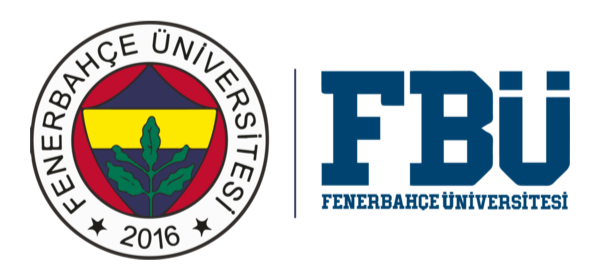 FENERBAHÇE ÜNİVERSİTESİ
★ 2016 ★
FBÜ
FENERBAHÇE ÜNİVERSİTESİ